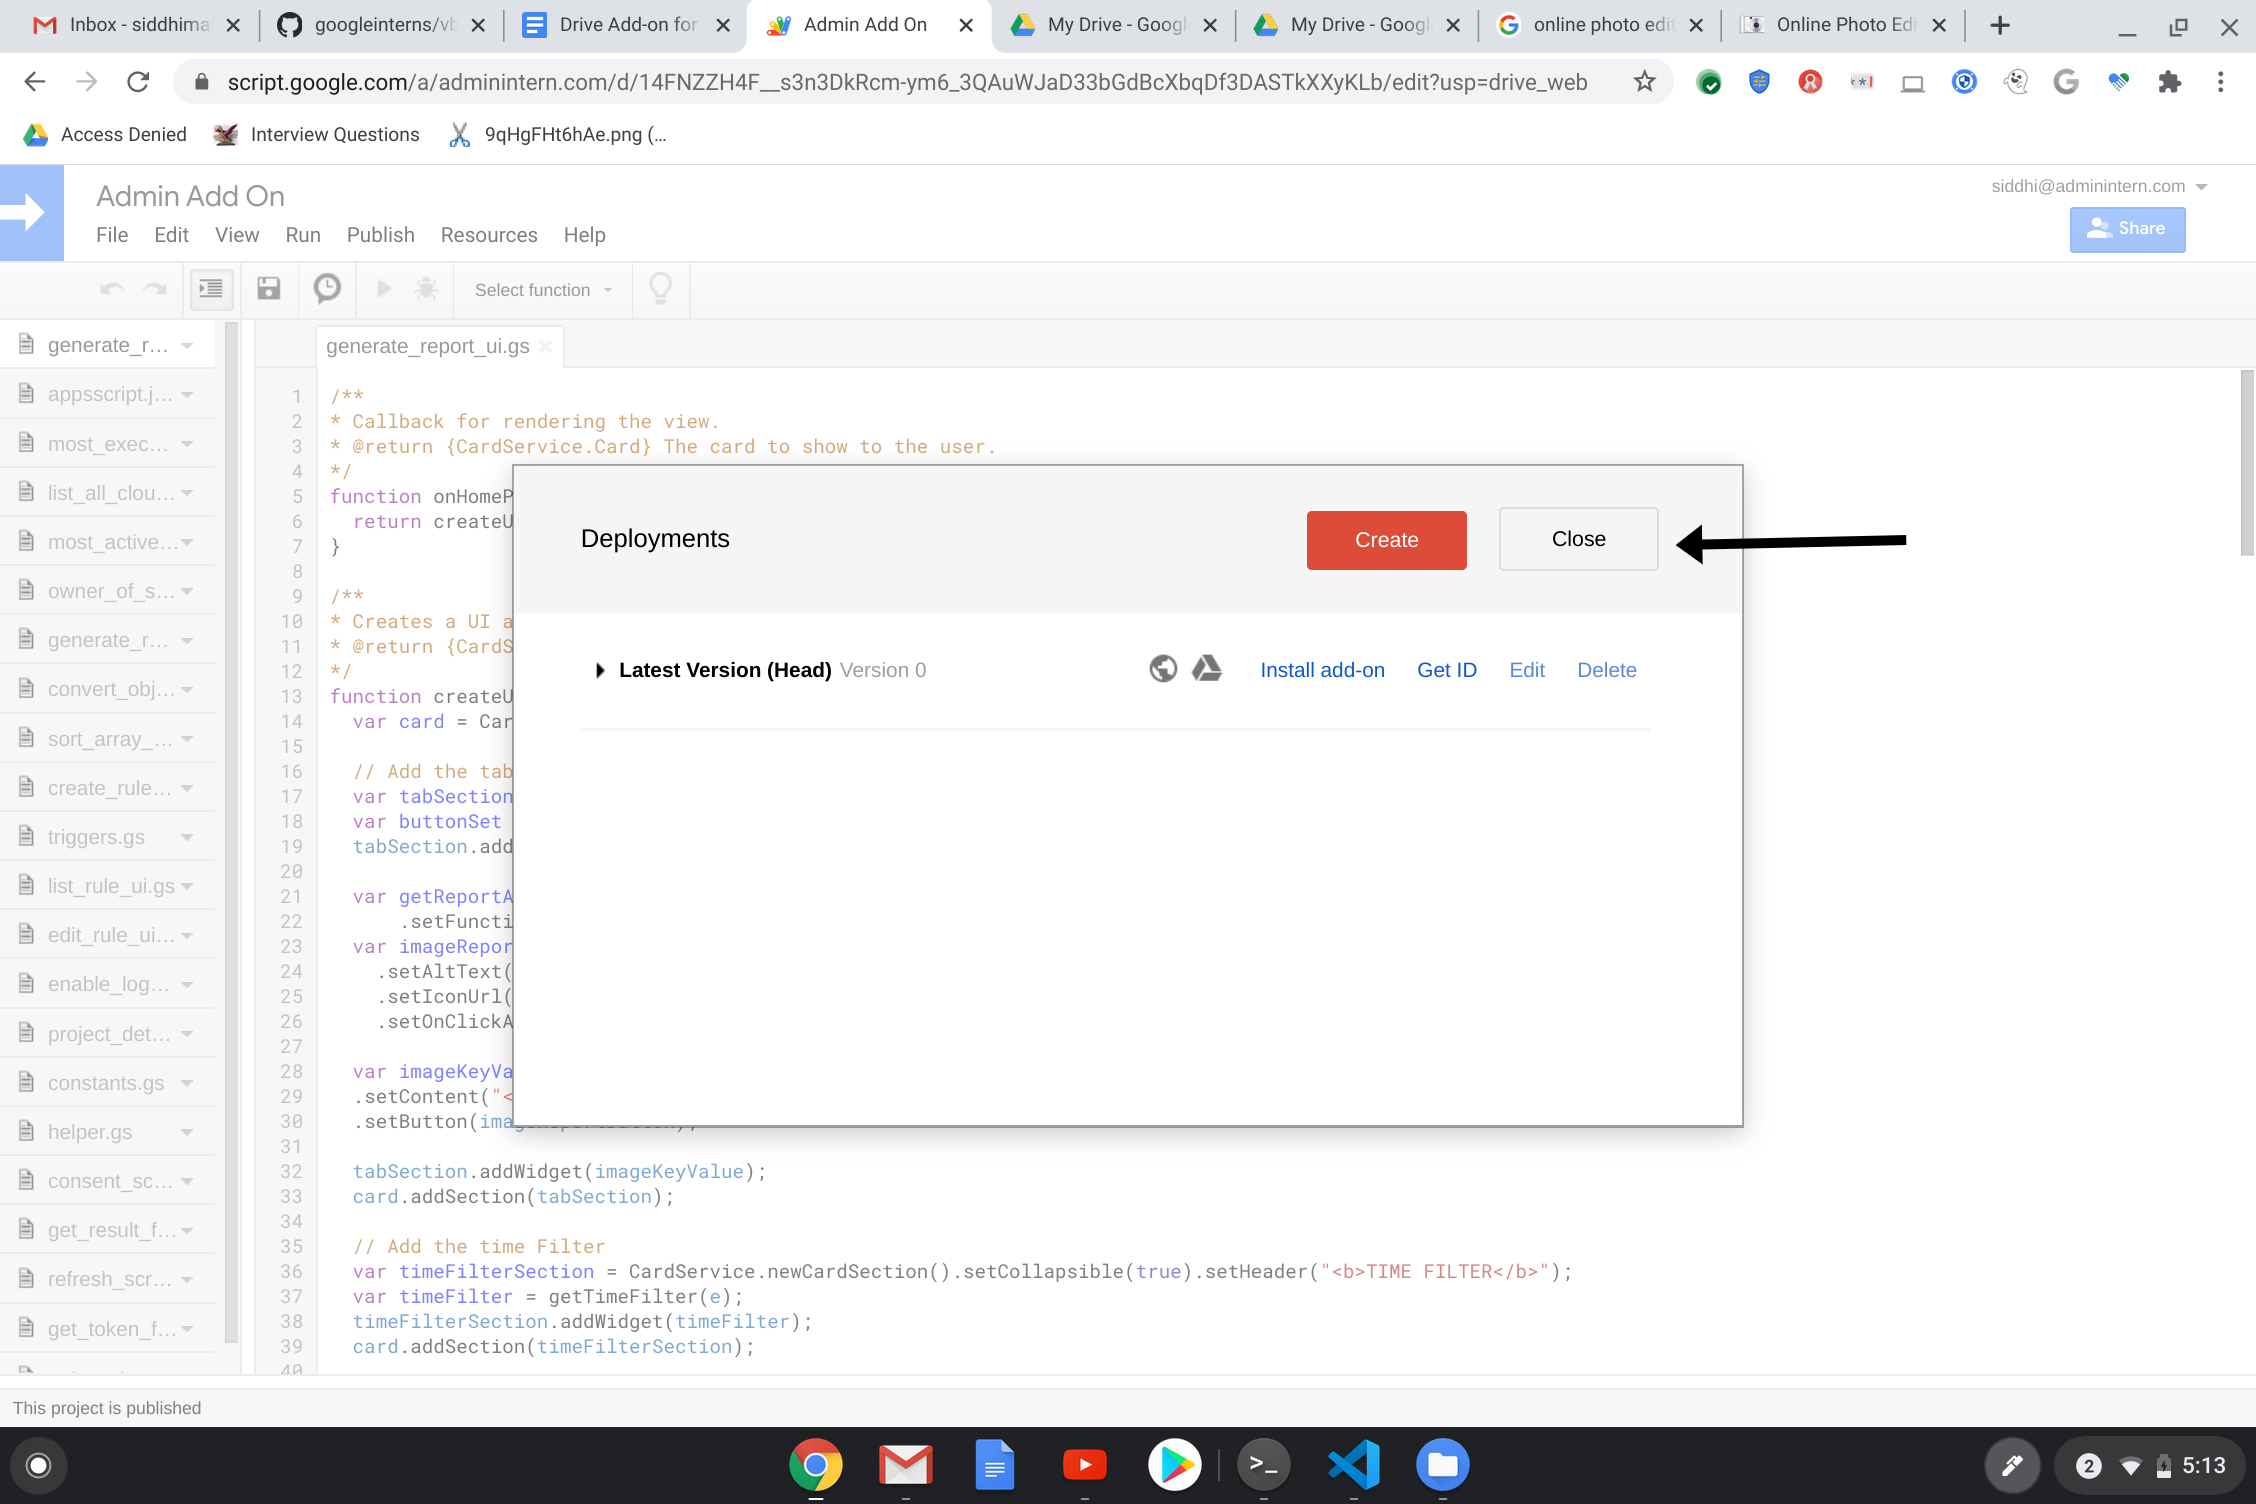 Inbox - siddhima
googleinterns/vb
Drive Add-on for
Admin Add On
My Drive - Googl
My Drive - Googl
online photo edit
Online Photo Edi
script.google.com/a/adminintern.com/d/14FNZZH4F__s3n3DkRcm-ym6_3QAuWJaD33bGdBcXbqDf3DASTkXXyKLb/edit?usp=drive_web
Access Denied
Interview Questions
9qHgFHt6hAe.png (...
Admin Add On
siddhi@adminintern.com
File Edit View Run Publish Resources Help
Share
Select function
generate_r...
appsscript.j...
most_exec...
list_all_clou...
most_active...
owner_of_s...
generate_r...
convert_obj...
sort_array_...
create_rule...
triggers.gs
list_rule_ui.gs
edit_rule_ui...
enable_log...
project_det...
constants.gs
helper.gs
consent_sc...
get_result_f...
refresh_scr...
get_token_f...
generate_report_ui.gs
1 /**
2 * Callback for rendering the view.
3 * @return {CardService.Card} The card to show to the user.
4 */
5 function onHomeP
6 return createU
7 }
8
9 /**
10 * Creates a UI a
11 * @return {CardS
12 */
13 function createU
14 var card = Car
15
16 // Add the tab
17 var tabSection
18 var buttonSet
19 tabSection.add
20
21 var getReportA
22 .setFuncti
23 var imageRepor
24 .setAltText(
25 .setIconUrl(
26 .setOnClickA
27
28 var imageKeyVa
29 .setContent("<
30 .setButton(ima
31
32 tabSection.addWidget(imageKeyValue);
33 card.addSection(tabSection);
34
35 // Add the time Filter
36 var timeFilterSection = CardService.newCardSection().setCollapsible(true).setHeader("<b>TIME FILTER</b>");
37 var timeFilter = getTimeFilter(e);
38 timeFilterSection.addWidget(timeFilter);
39 card.addSection(timeFilterSection);
40
Deployments
Create
Close
Latest Version (Head) Version 0
Install add-on Get ID Edit Delete
This project is published
2
5:13